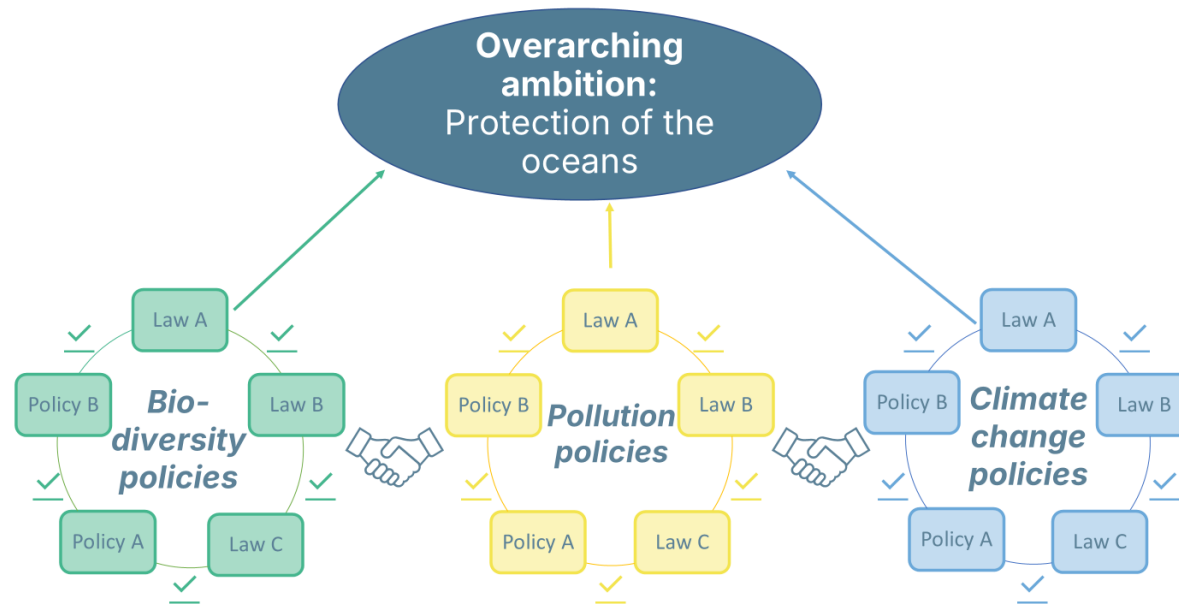 Overarching
ambition:
Protection of the
oceans
Law A
Policy B
Bio-
diversity
policies
Law B
Policy A
Law C
Law A
Policy B
Pollution
policies
Law B
Policy A
Law C
Law A
Policy B
Climate
change
policies
Law B
Policy A
Law C